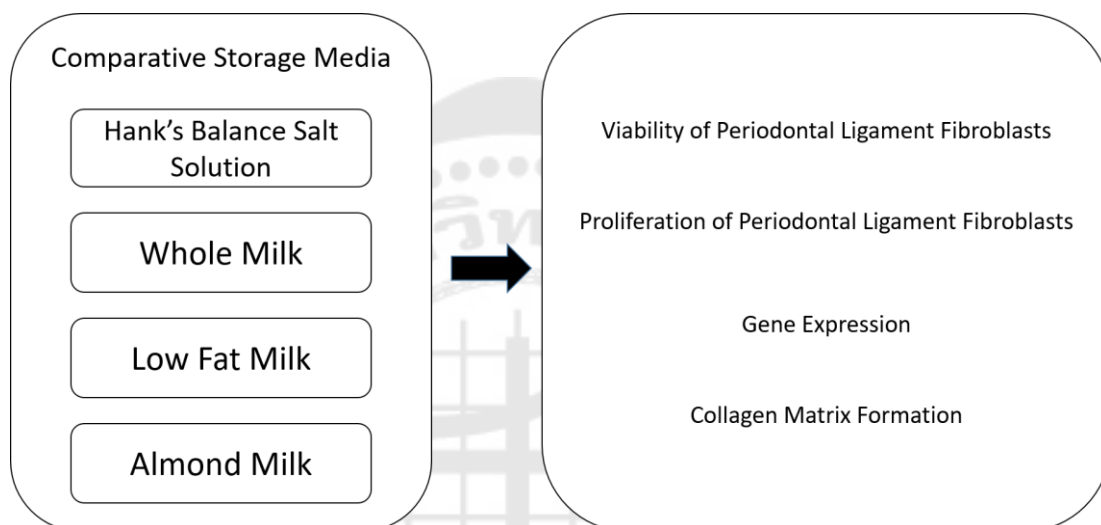 Comparative Storage Media
Hank's Balance Salt
Solution
Whole Milk
Low Fat Milk
Almond Milk
Viability of Periodontal Ligament Fibroblasts
Proliferation of Periodontal Ligament Fibroblasts
Gene Expression
Collagen Matrix Formation